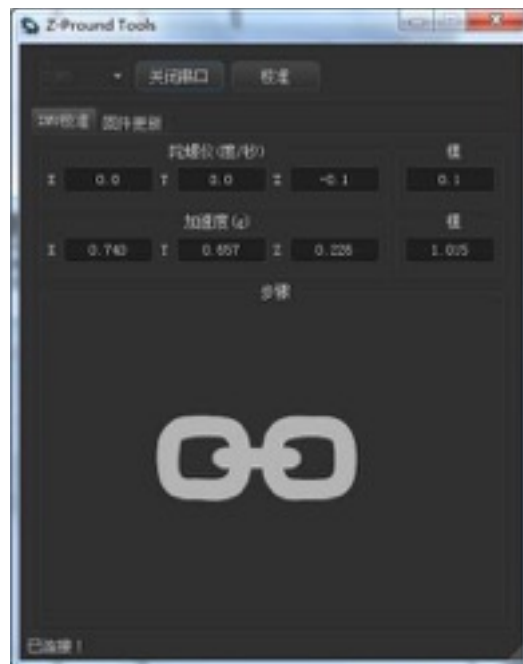 Z-Pround Tools
关闭串口 校准
IMU校准 固件更新
陀螺仪(度/秒) 模
X 0.0 Y 0.0 Z -0.1 0.1
加速度(g) 模
X 0.740 Y 0.657 Z 0.226 1.015
步骤
已连接！